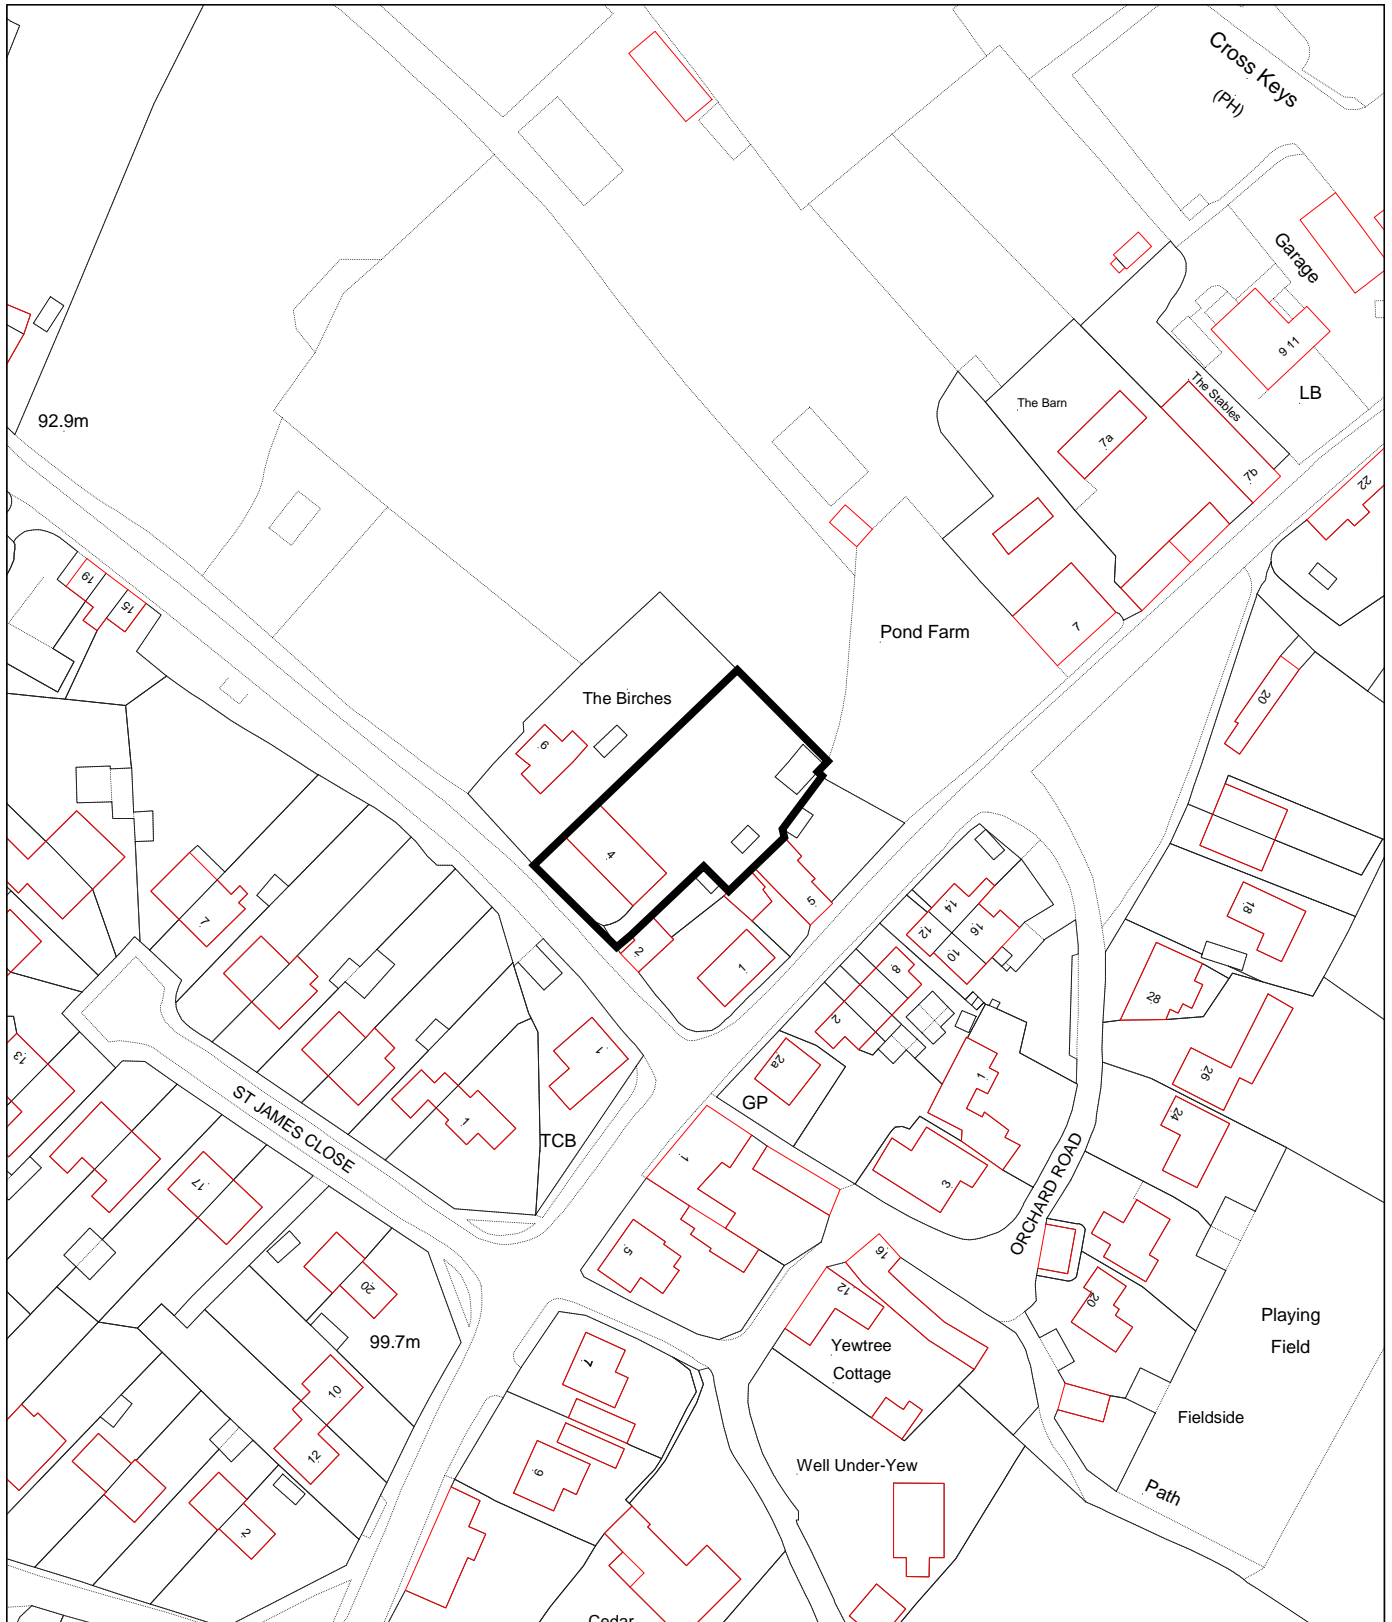 Cross Keys
(PH)
Garage
9 11
LB
The Stables
92.9m
The Barn
7a
7b
22
19
15
Pond Farm
7
20
The Birches
9
4
5
2
1
7
14
12
16
10
18
8
2
28
2a
GP
1
26
24
1
TCB
1
ST JAMES CLOSE
13
17
1
3
ORCHARD ROAD
5
16
12
20
20
Playing
Field
99.7m
Yewtree
Cottage
7
10
Fieldside
12
9
Well Under-Yew
Path
2
Cedar